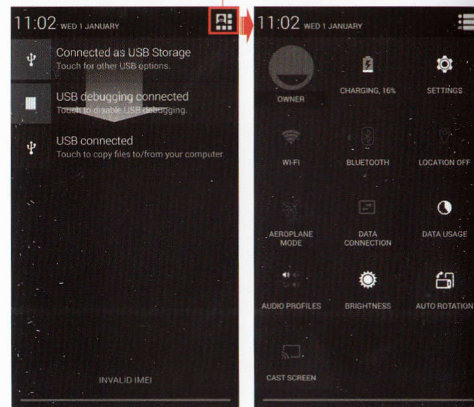 11:02 WED 1 JANUARY
Connected as USB Storage
Touch for other USB options.
USB debugging connected
Touch to disable USB debugging.
USB connected
Touch to copy files to/from your computer
INVALID IMEI
11:02 WED 1 JANUARY
OWNER
CHARGING, 16%
SETTINGS
WI-FI
BLUETOOTH
LOCATION OFF
AEROPLANE
MODE
DATA
CONNECTION
DATA USAGE
AUDIO PROFILES
BRIGHTNESS
AUTO ROTATION
CAST SCREEN